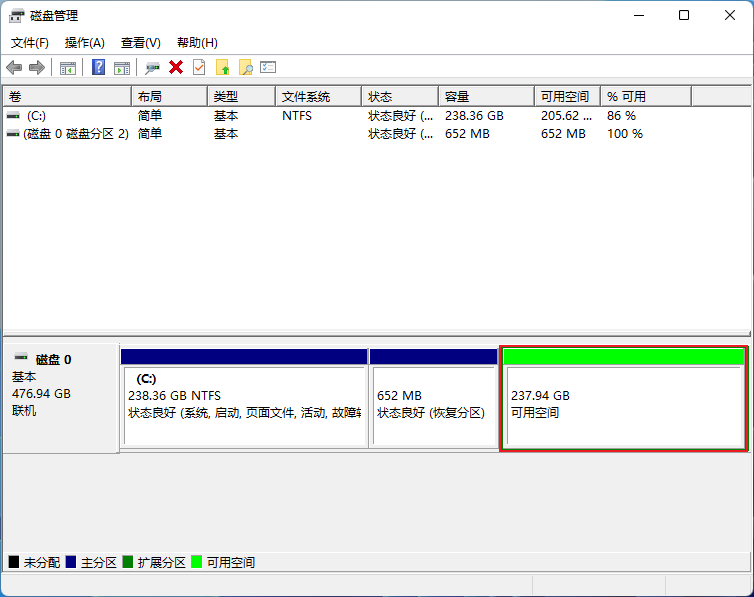 磁盘管理
文件(F) 操作(A) 查看(V) 帮助(H)
卷 布局 类型 文件系统 状态 容量 可用空间 % 可用
(C:) 简单 基本 NTFS 状态良好 (... 238.36 GB 205.62 ... 86 %
(磁盘 0 磁盘分区 2) 简单 基本 状态良好 (... 652 MB 652 MB 100 %
磁盘 0
基本
476.94 GB
联机
(C:)
238.36 GB NTFS
状态良好 (系统, 启动, 页面文件, 活动, 故障转
652 MB
状态良好 (恢复分区)
237.94 GB
可用空间
未分配 主分区 扩展分区 可用空间